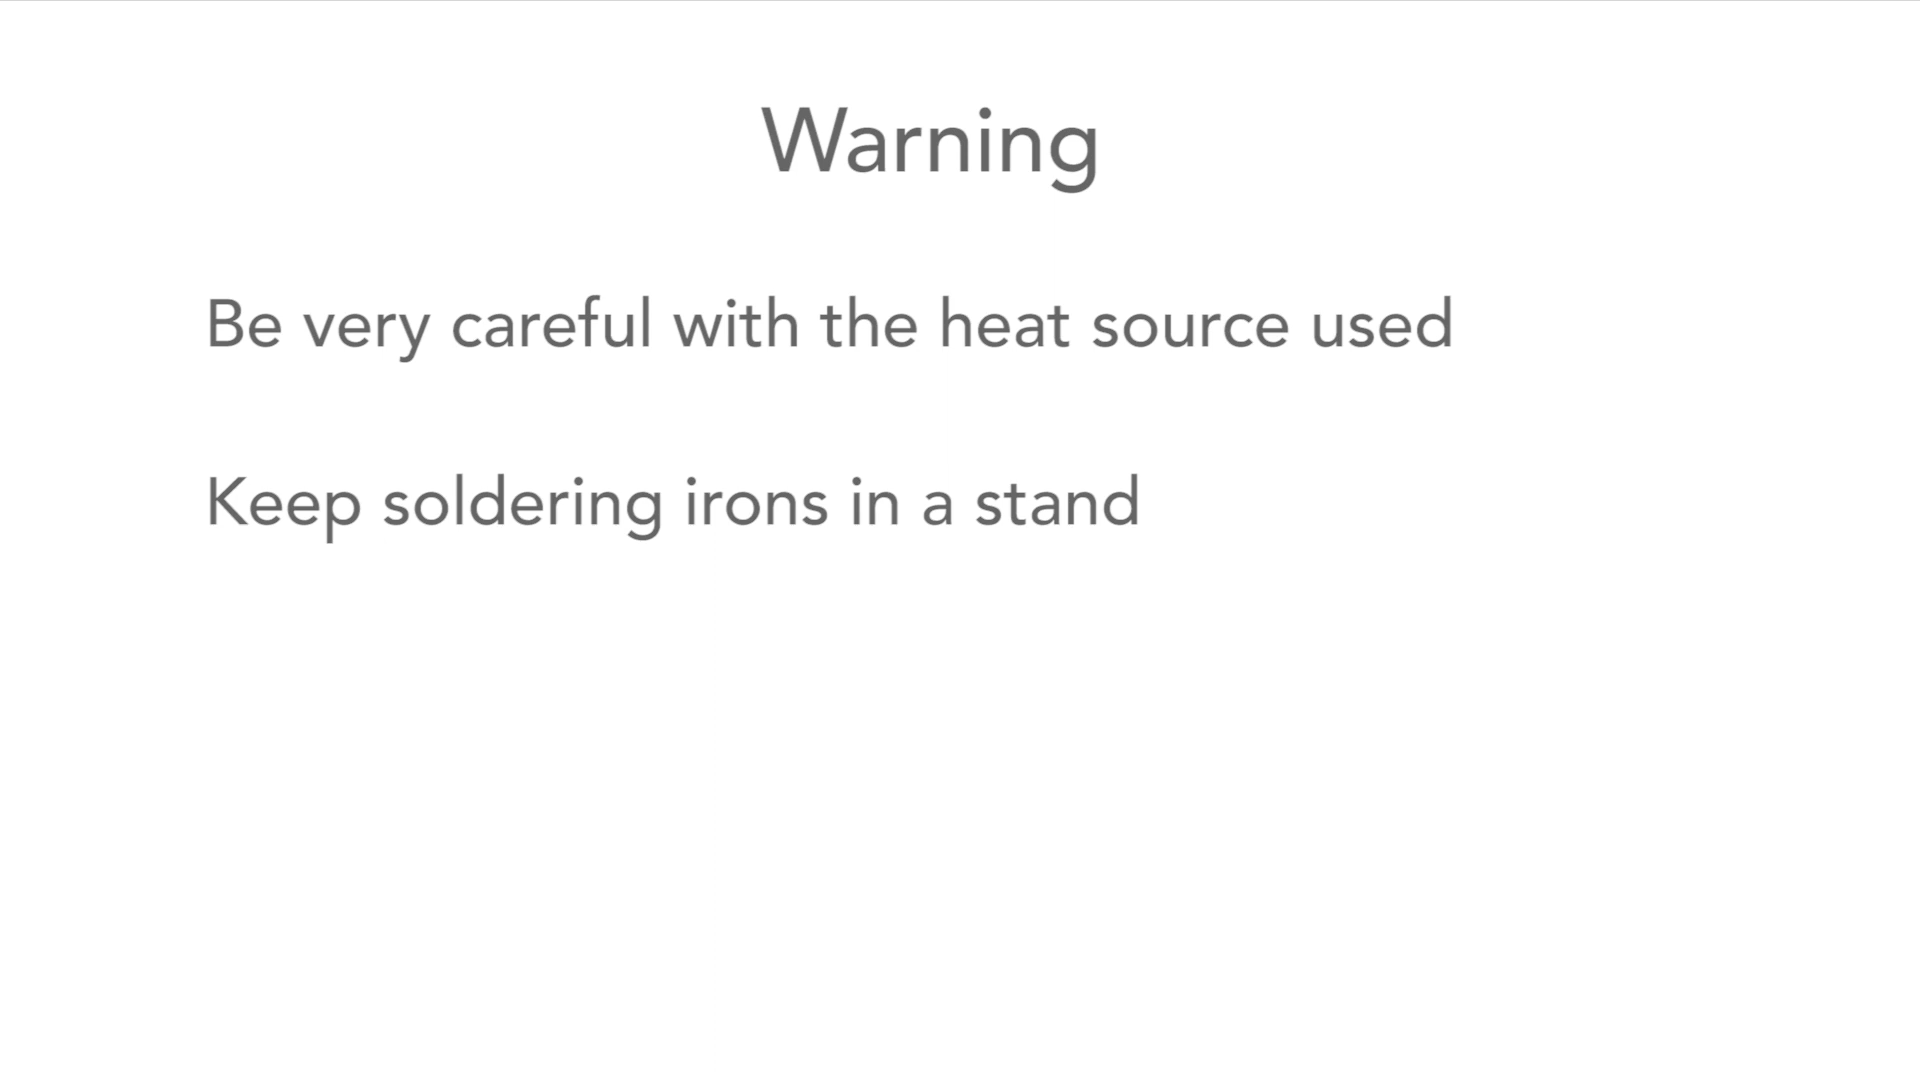 Warning
Be very careful with the heat source used
Keep soldering irons in a stand